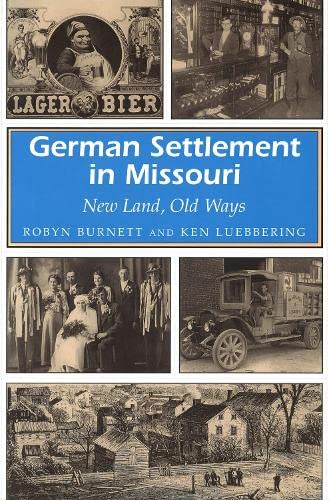 LAGER BIER
German Settlement
in Missouri
New Land, Old Ways
ROBYN BURNETT AND KEN LUEBBERING